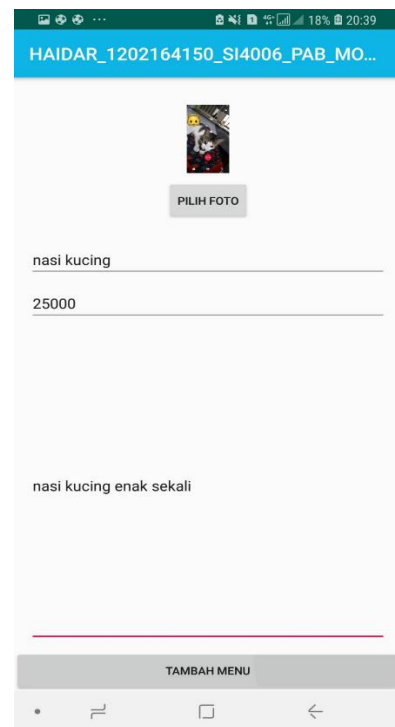 18% 20:39
HAIDAR_1202164150_SI4006_PAB_MO...
PILIH FOTO
nasi kucing
25000
nasi kucing enak sekali
TAMBAH MENU